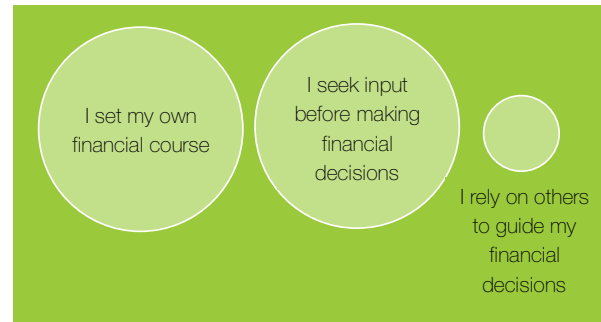 I set my own
financial course
I seek input
before making
financial
decisions
I rely on others
to guide my
financial
decisions